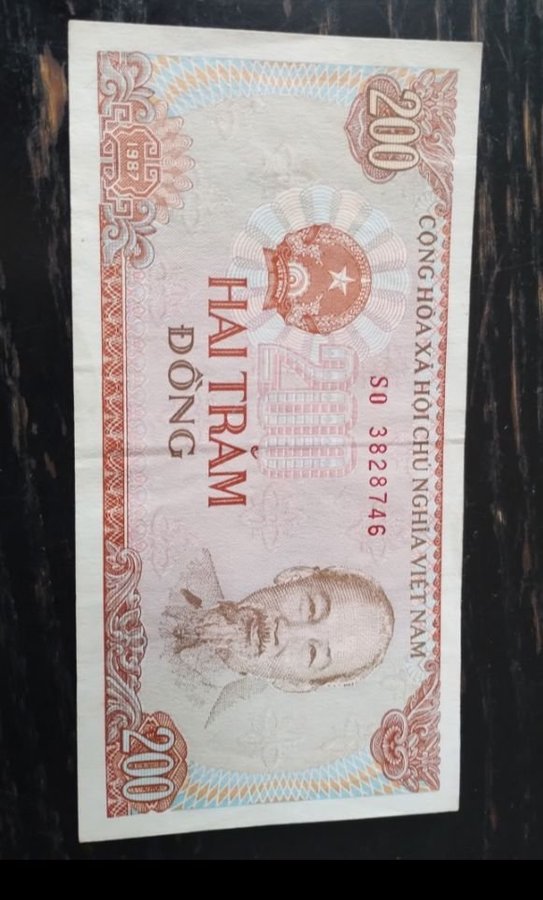 200
CỘNG HÒA XÃ HỘI CHỦ NGHĨA VIỆT NAM
SO 3828746
200
HAI TRĂM
ĐỒNG
1987
200